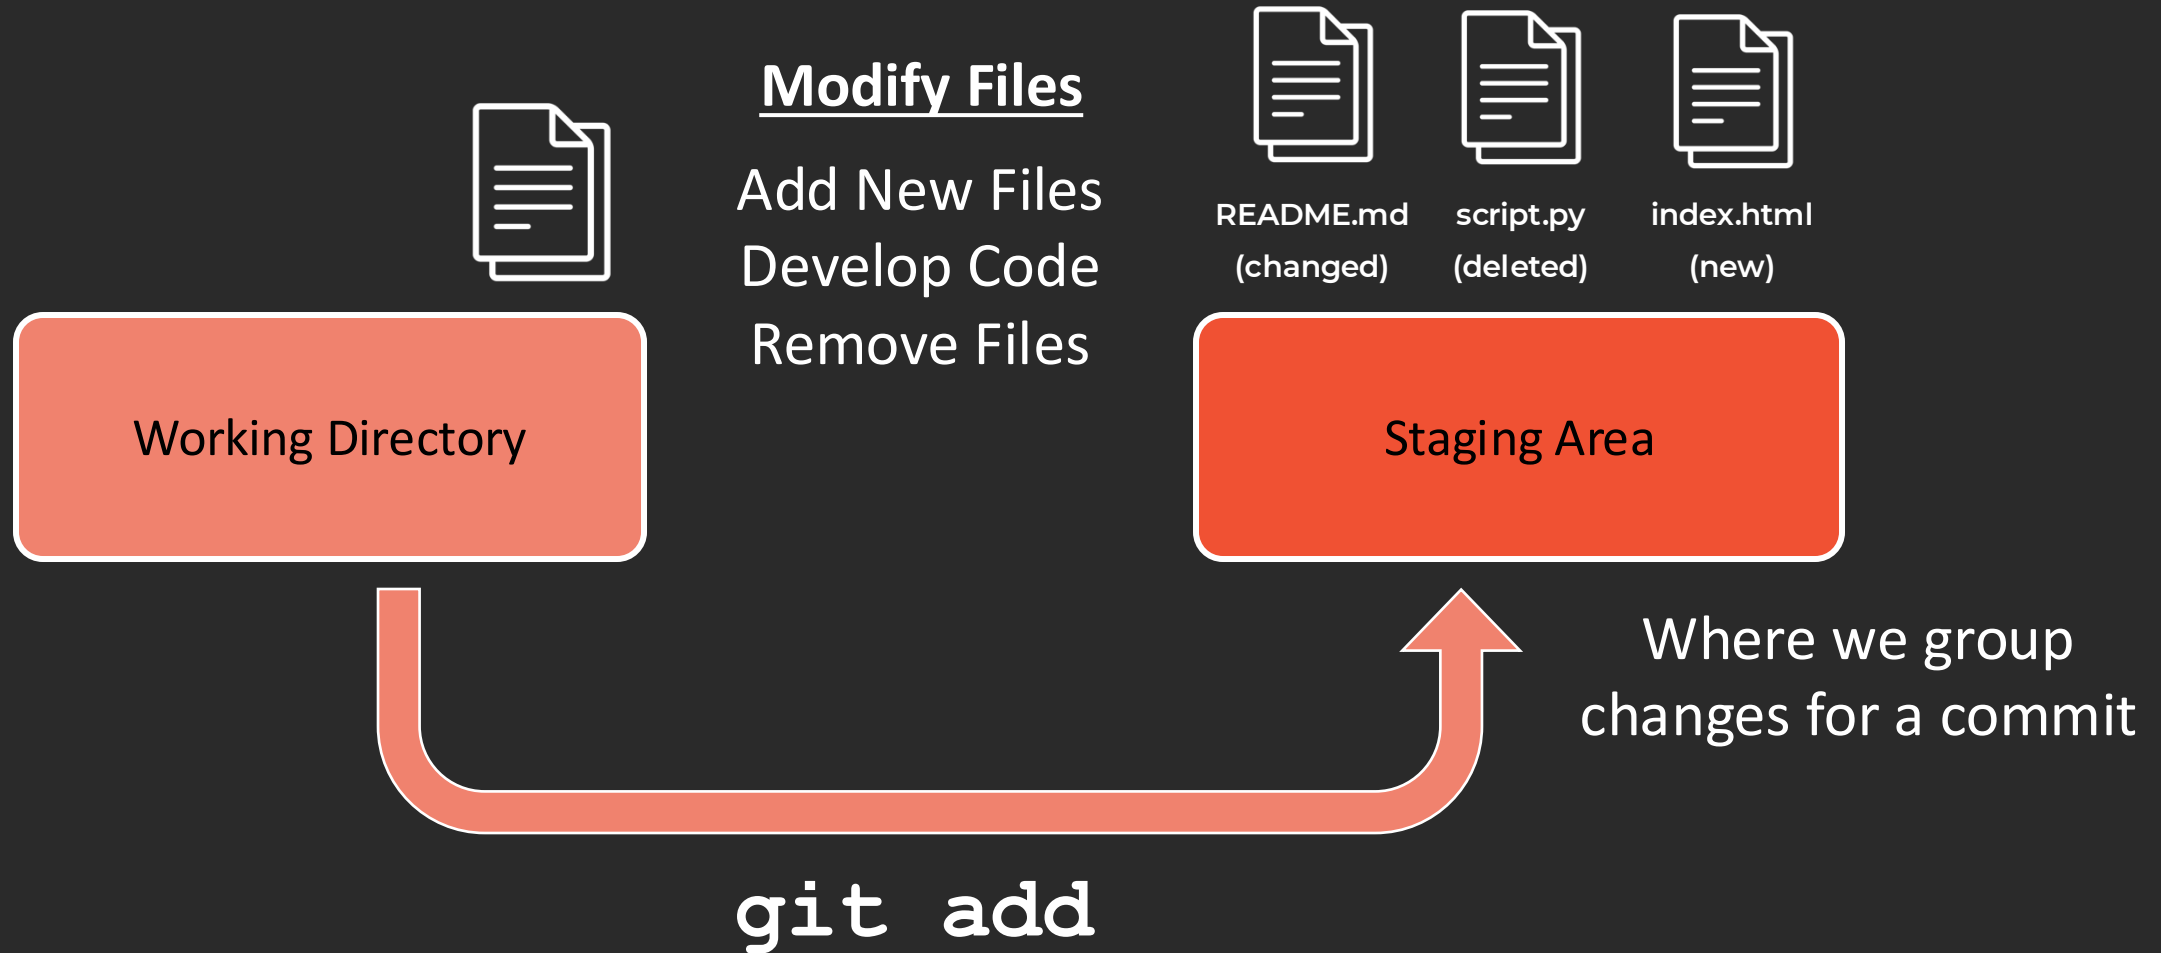 Modify Files
Add New Files
Develop Code
Remove Files
README.md
(changed)
script.py
(deleted)
index.html
(new)
Working Directory
Staging Area
Where we group
changes for a commit
git add